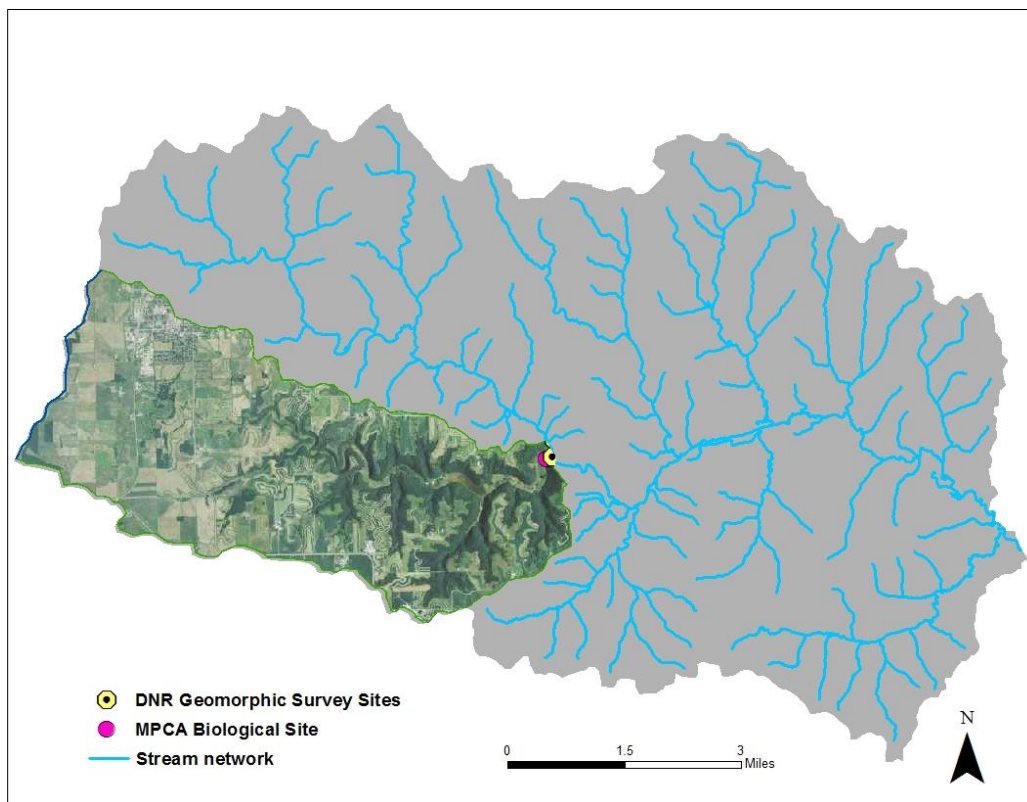 DNR Geomorphic Survey Sites
MPCA Biological Site
Stream network
0 1.5 3
Miles
N